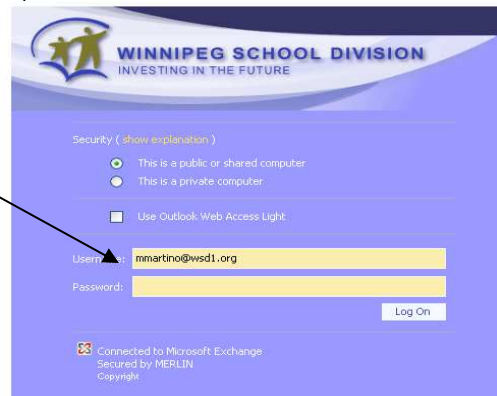 WINNIPEG SCHOOL DIVISION
INVESTING IN THE FUTURE
Security ( show explanation )
This is a public or shared computer
This is a private computer
Use Outlook Web Access Light
Username: mmartino@wsd1.org
Password:
Log On
Connected to Microsoft Exchange
Secured by MERLIN
Copyright